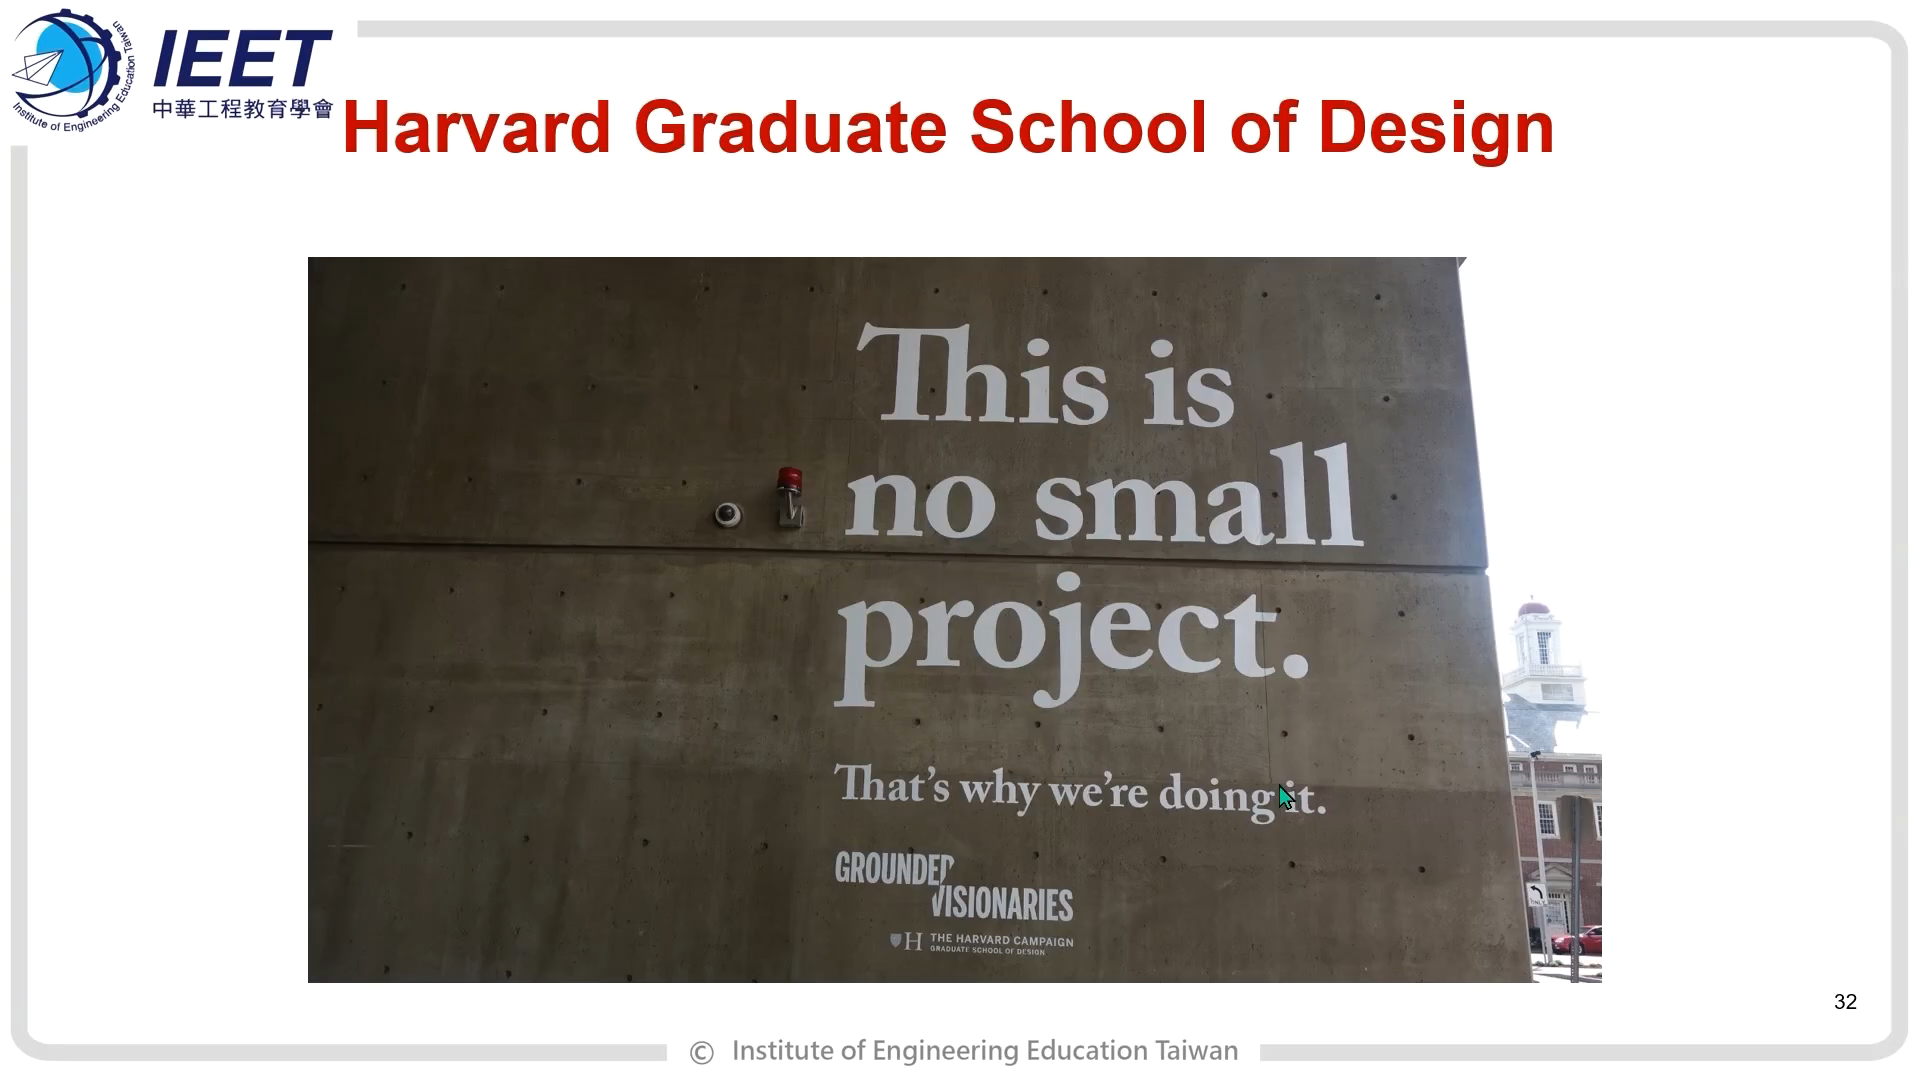 Institute of Engineering Education Taiwan
IEET
中華工程教育學會
Harvard Graduate School of Design
This is
no small
project.
That's why we're doing it.
GROUNDED
VISIONARIES
H THE HARVARD CAMPAIGN
GRADUATE SCHOOL OF DESIGN
ONLY
32
© Institute of Engineering Education Taiwan